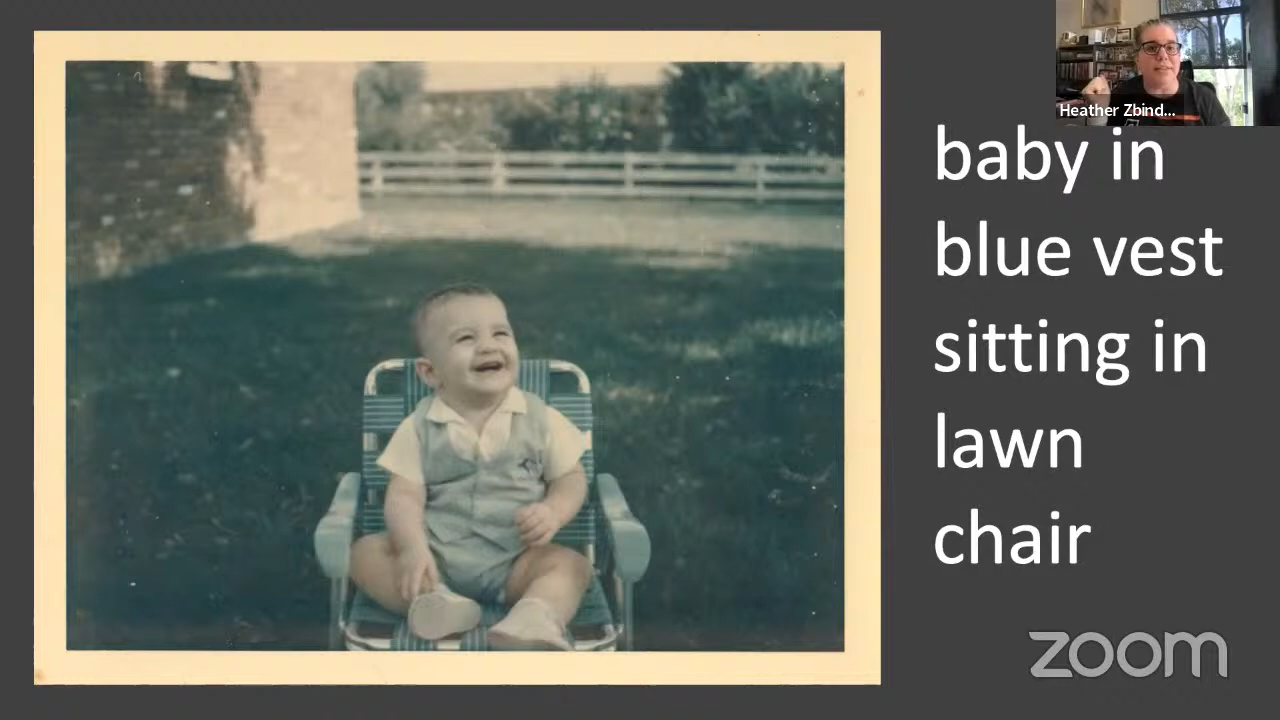 Heather Zbind...
baby in
blue vest
sitting in
lawn
chair
zoom